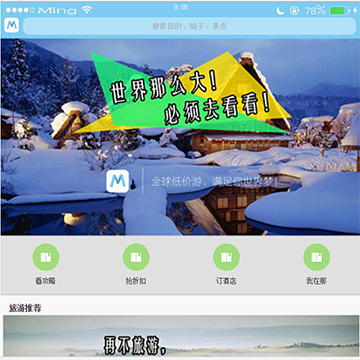 Ming 9:00 78%
M 搜索目的、帖子、景点
世界那么大！
必须去看看！
M 全球低价游，满足你世界梦！
看攻略 抢折扣 订酒店 我在那
旅游推荐
再不旅游，